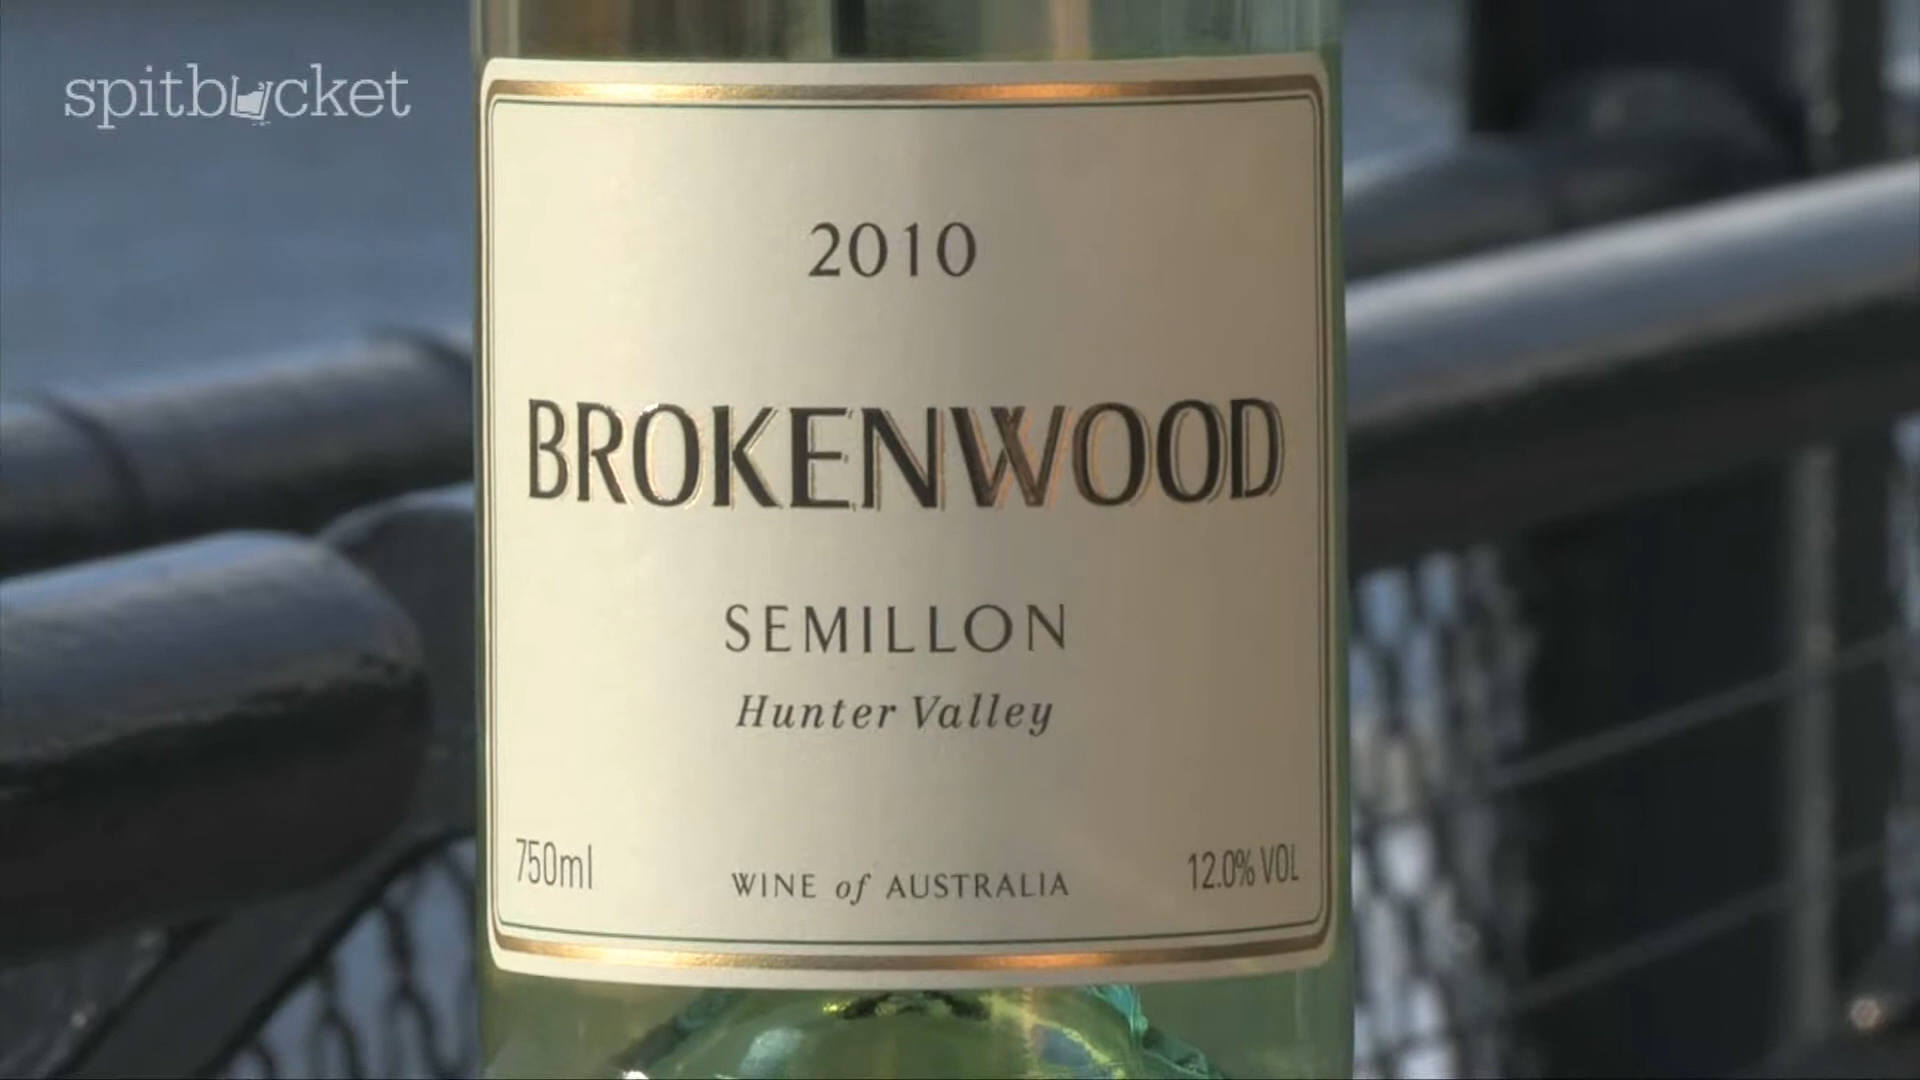 spitbucket
2010
BROKENWOOD
SEMILLON
Hunter Valley
750ml
WINE of AUSTRALIA
12.0% VOL